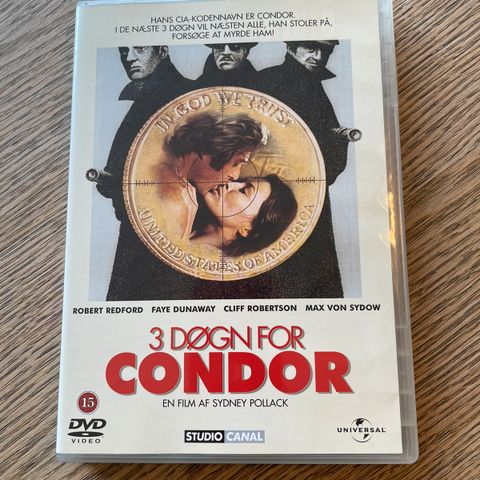 HANS CIA-KODENNAVN ER CONDOR.
I DE NÆSTE 3 DØGN VIL NÆSTEN ALLE, HAN STOLER PÅ,
FORSØGE AT MYRDE HAM!
IN GOD WE TRUST
UNITED STATES OF AMERICA
ROBERT REDFORD FAYE DUNAWAY CLIFF ROBERTSON MAX VON SYDOW
3 DØGN FOR
CONDOR
EN FILM AF SYDNEY POLLACK
15
DVD
VIDEO
STUDIO CANAL
UNIVERSAL